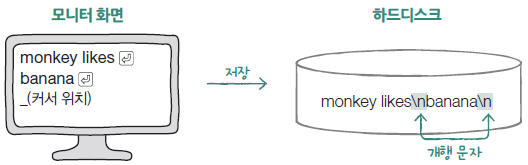 모니터 화면
monkey likes ⏎
banana ⏎
_(커서 위치)
저장
하드디스크
monkey likes\nbanana\n
개행 문자